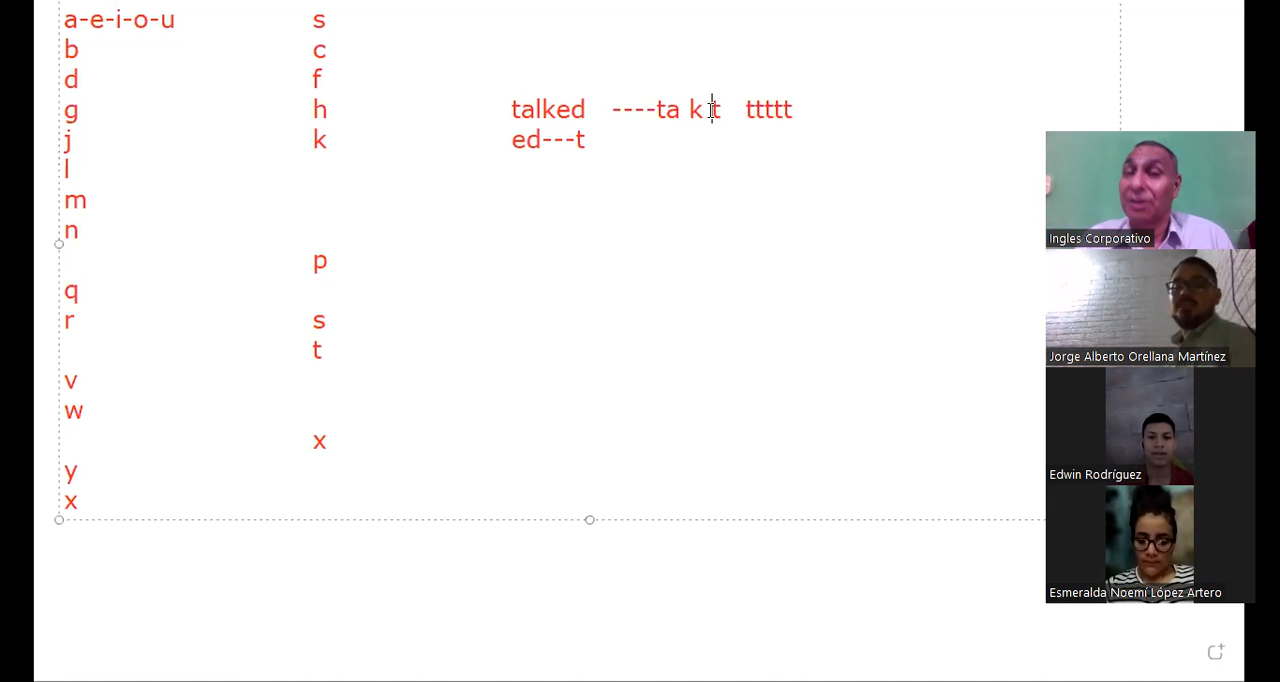 a-e-i-o-u s
b c
d f
g h talked ----ta k t ttttt
j k ed---t
l
m
n
p
q
r s
t
v
w
x
y
x
Ingles Corporativo
Jorge Alberto Orellana Martínez
Edwin Rodríguez
Esmeralda Noemí López Artero